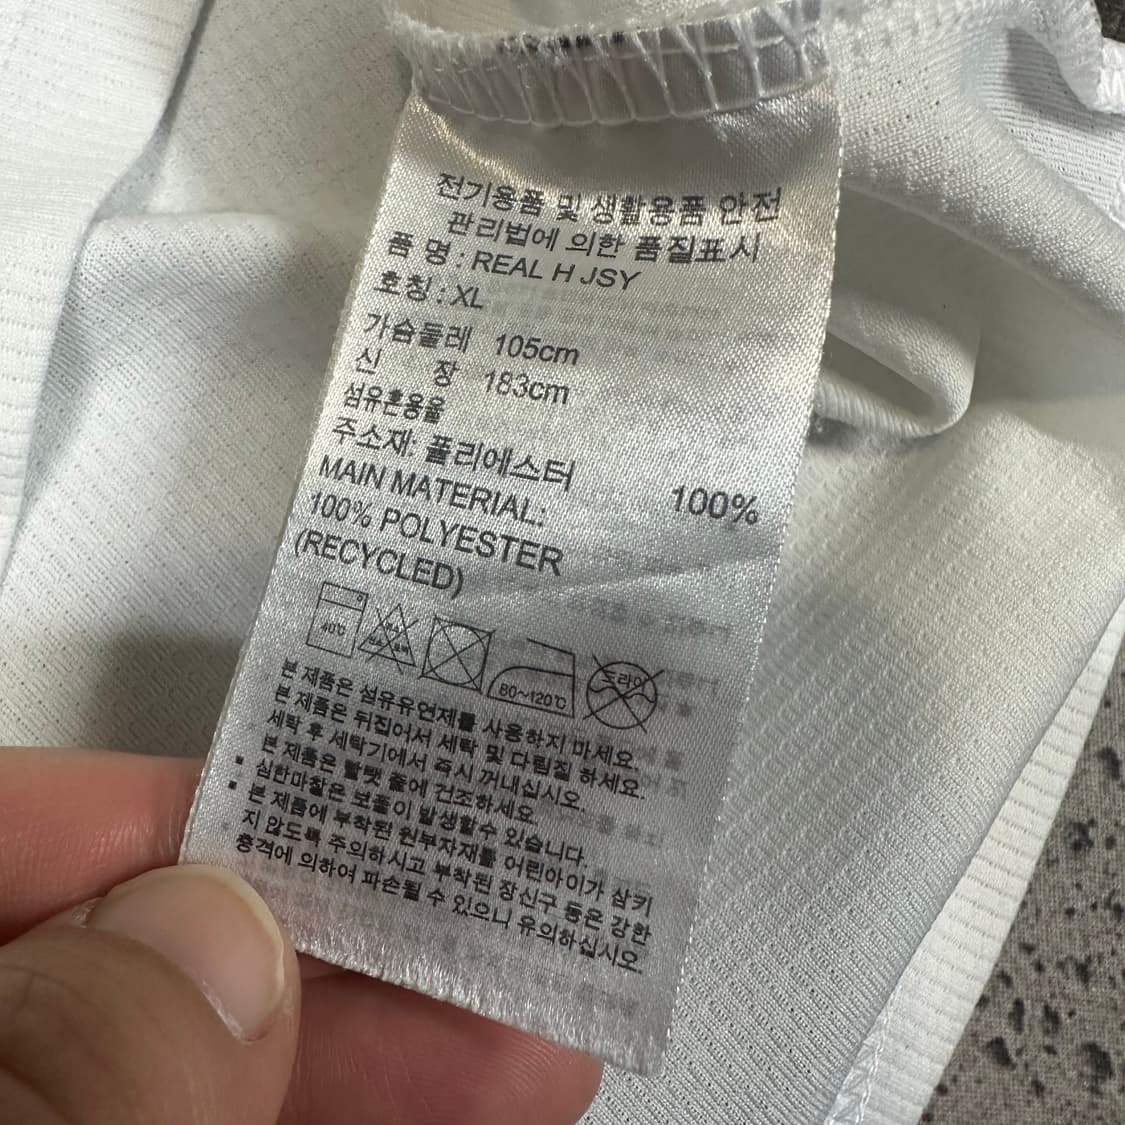 전기용품 및 생활용품 안전
관리법에 의한 품질표시
품 명 : REAL H JSY
호칭 : XL
가슴둘레 105cm
신 장 183cm
섬유혼용율
주소재: 폴리에스터 100%
MAIN MATERIAL:
100% POLYESTER
(RECYCLED)
40℃
80~120℃
드라이
본 제품은 섬유유연제를 사용하지 마세요.
본 제품은 뒤집어서 세탁 및 다림질 하세요.
세탁 후 세탁기에서 즉시 꺼내십시오.
본 제품은 빨랫 줄에 건조하세요.
▪ 심한마찰은 보풀이 발생할수 있습니다.
▪ 본 제품에 부착된 원부자재를 어린아이가 삼키
지 않도록 주의하시고 부착된 장신구 등은 강한
충격에 의하여 파손될 수 있으니 유의하십시오.